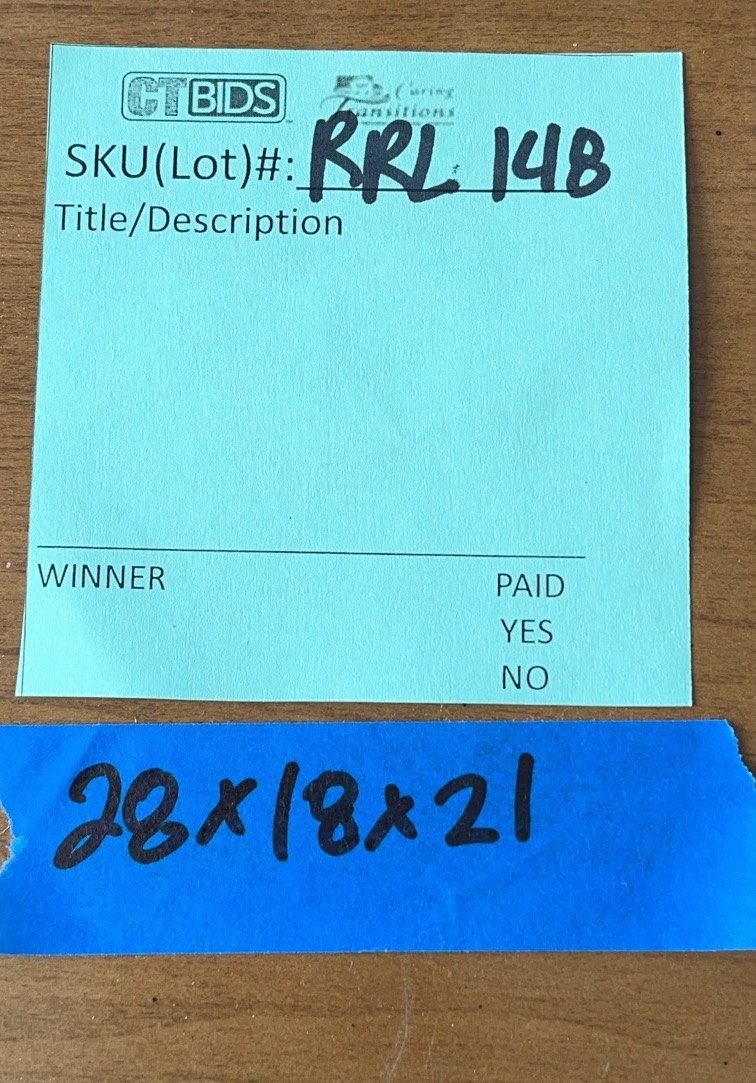 CTBIDS Caring Transitions
SKU(Lot)#: RRL 148
Title/Description
WINNER PAID
YES
NO
28x18x21